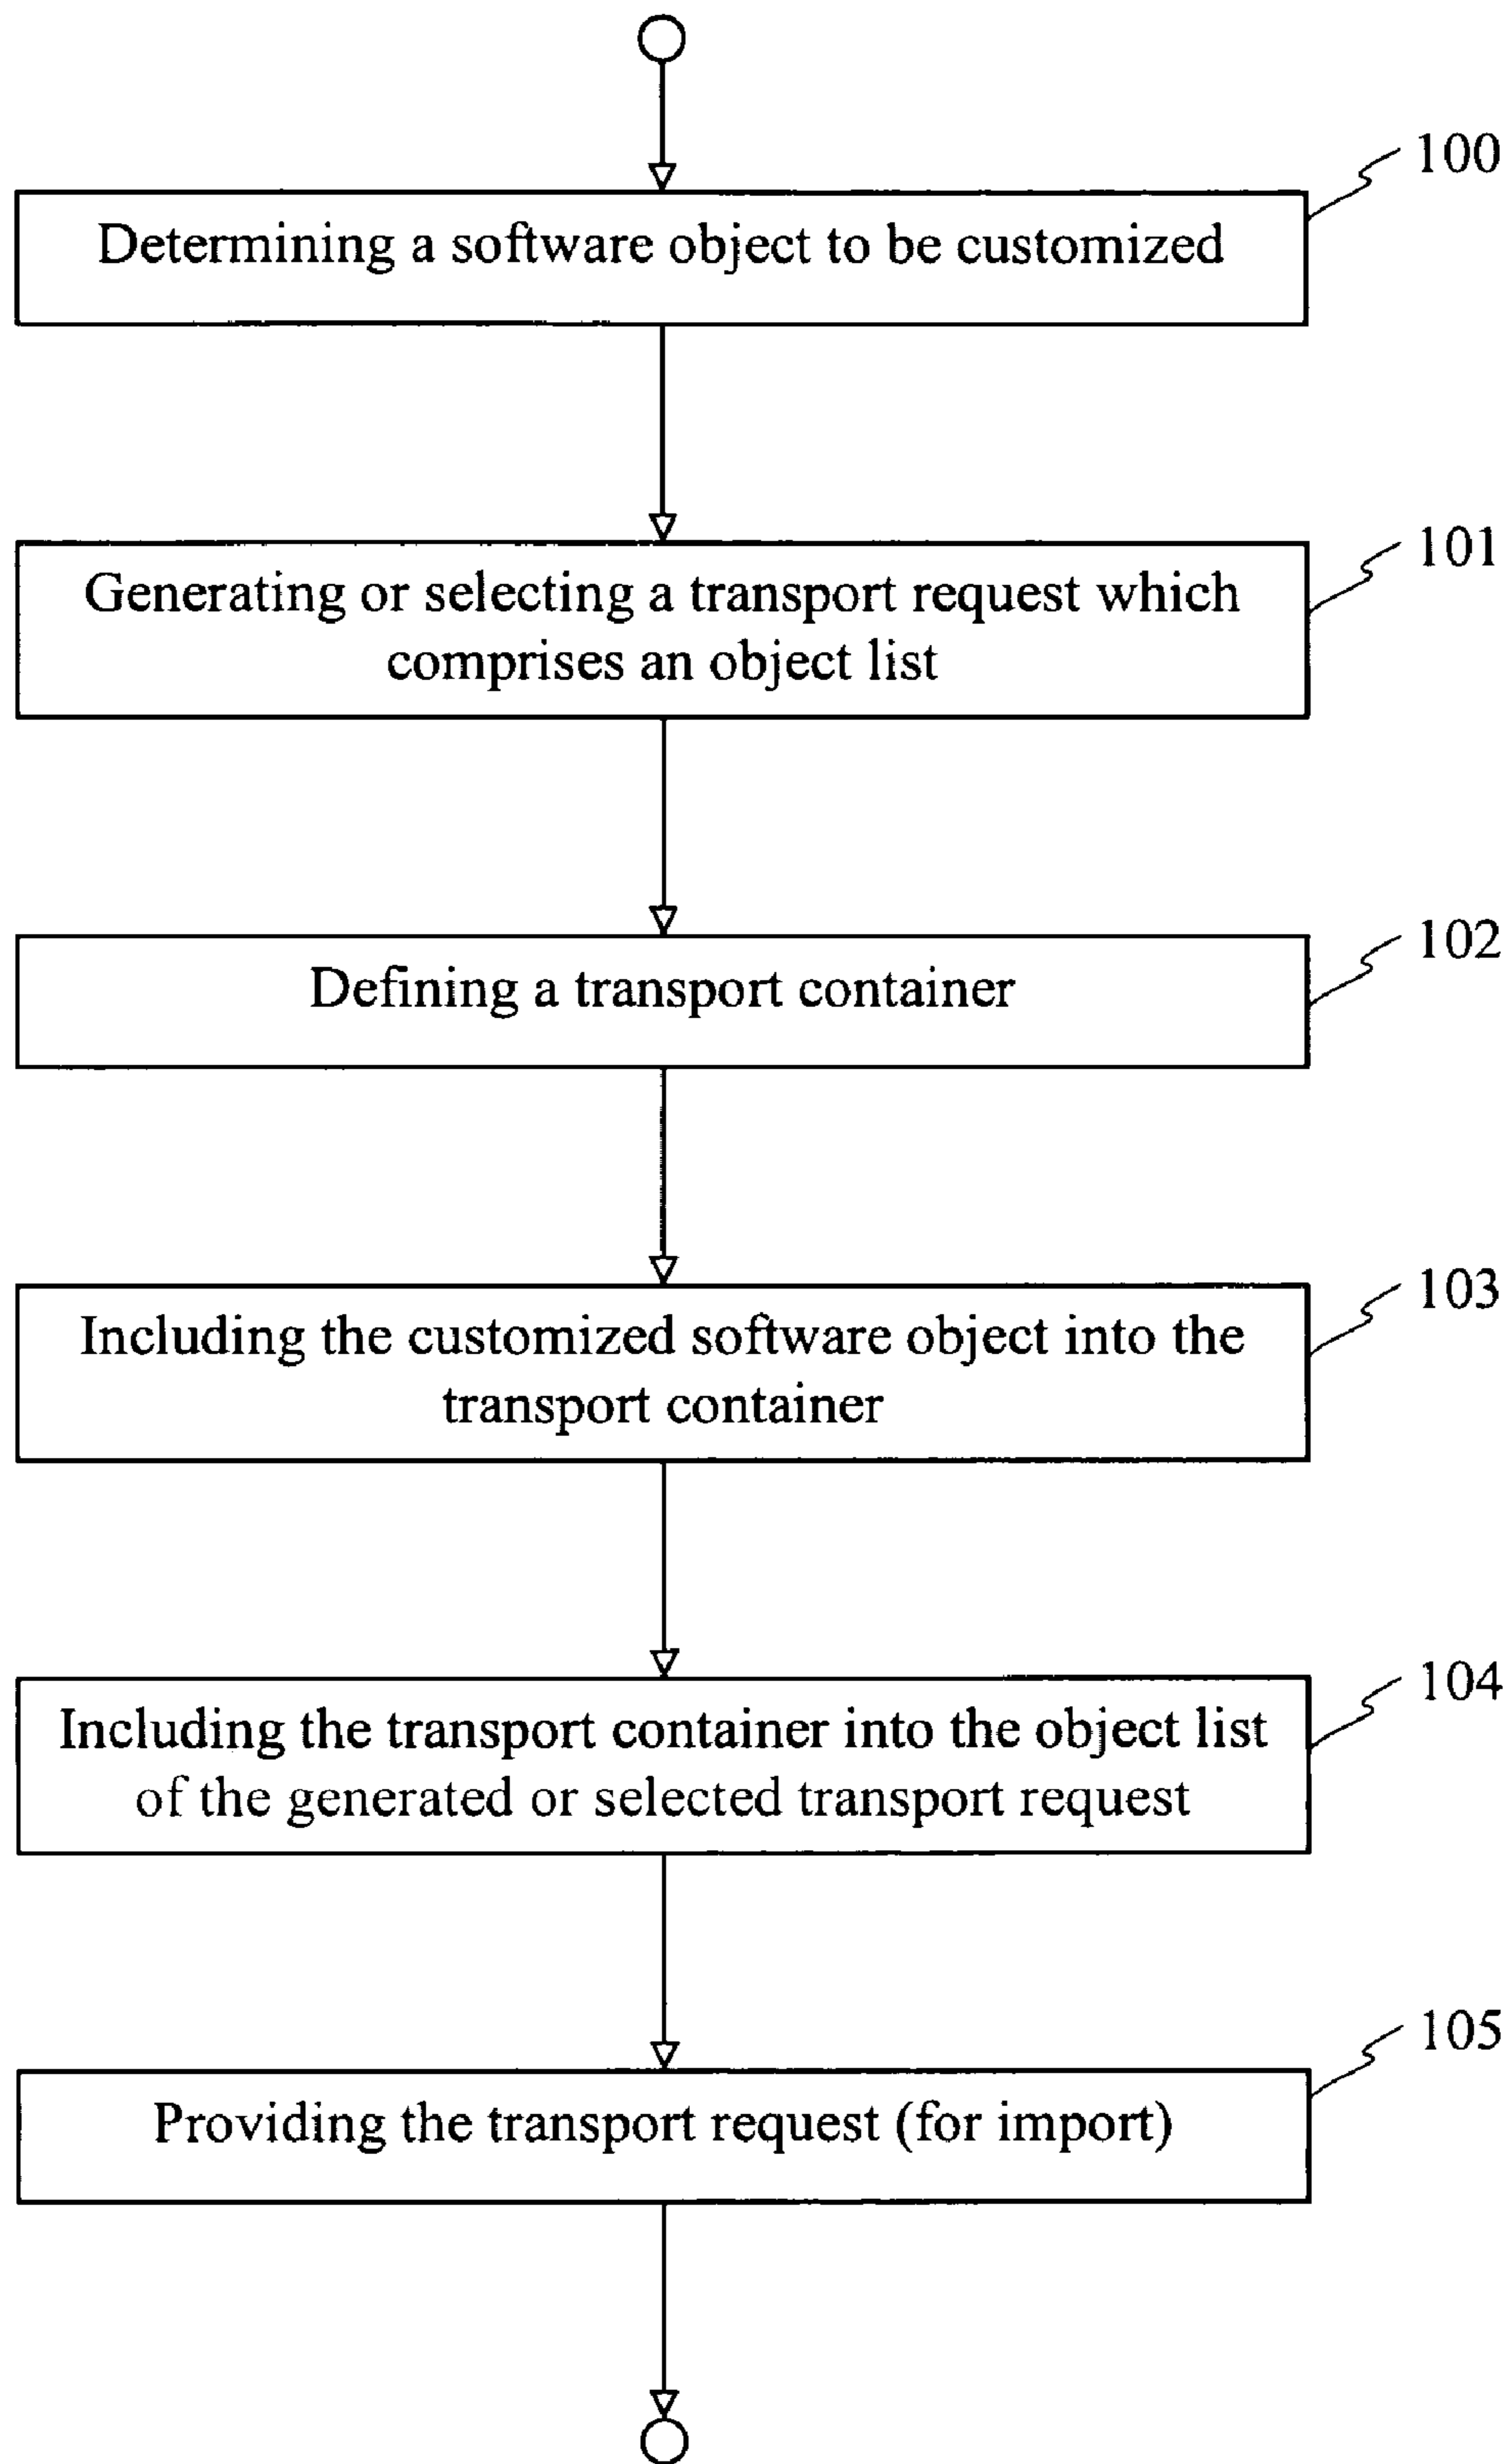 100
Determining a software object to be customized
101
Generating or selecting a transport request which
comprises an object list
102
Defining a transport container
103
Including the customized software object into the
transport container
104
Including the transport container into the object list
of the generated or selected transport request
105
Providing the transport request (for import)